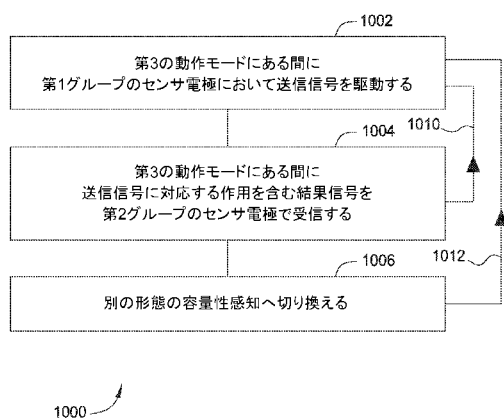 1002
第3の動作モードにある間に
第1グループのセンサ電極において送信信号を駆動する
1004
1010
第3の動作モードにある間に
送信信号に対応する作用を含む結果信号を
第2グループのセンサ電極で受信する
1006
1012
別の形態の容量性感知へ切り換える
1000